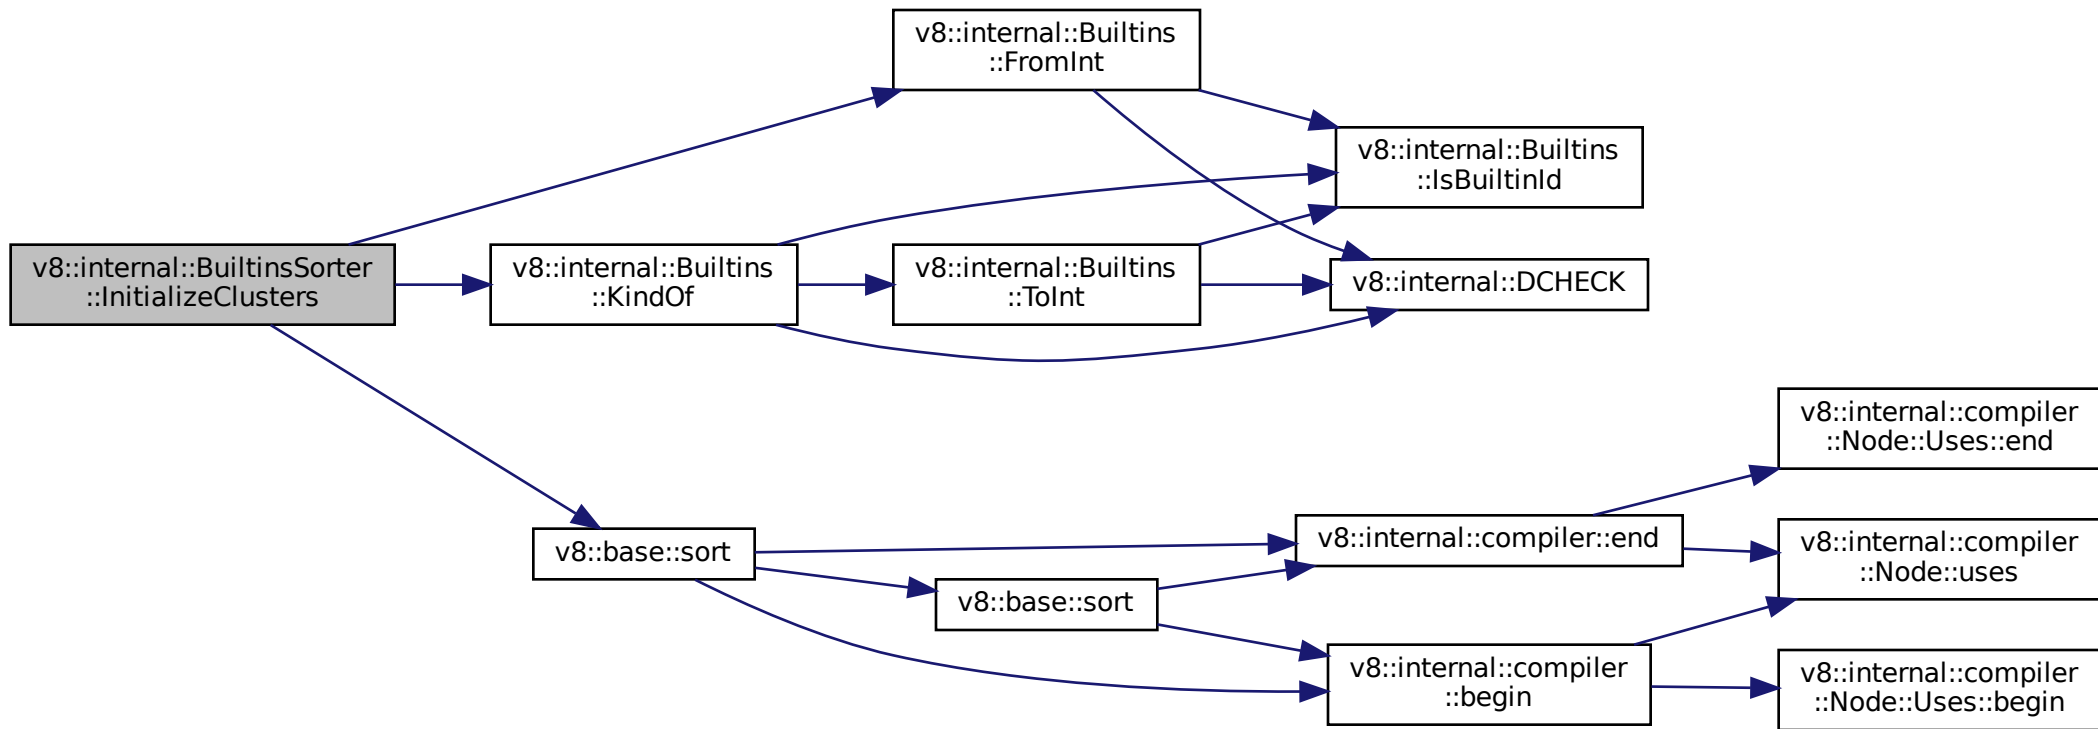 v8::internal::Builtins
::FromInt
v8::internal::Builtins
::IsBuiltinId
v8::internal::BuiltinsSorter
::InitializeClusters
v8::internal::Builtins
::KindOf
v8::internal::Builtins
::ToInt
v8::internal::DCHECK
v8::internal::compiler
::Node::Uses::end
v8::base::sort
v8::internal::compiler::end
v8::internal::compiler
::Node::uses
v8::base::sort
v8::internal::compiler
::begin
v8::internal::compiler
::Node::Uses::begin